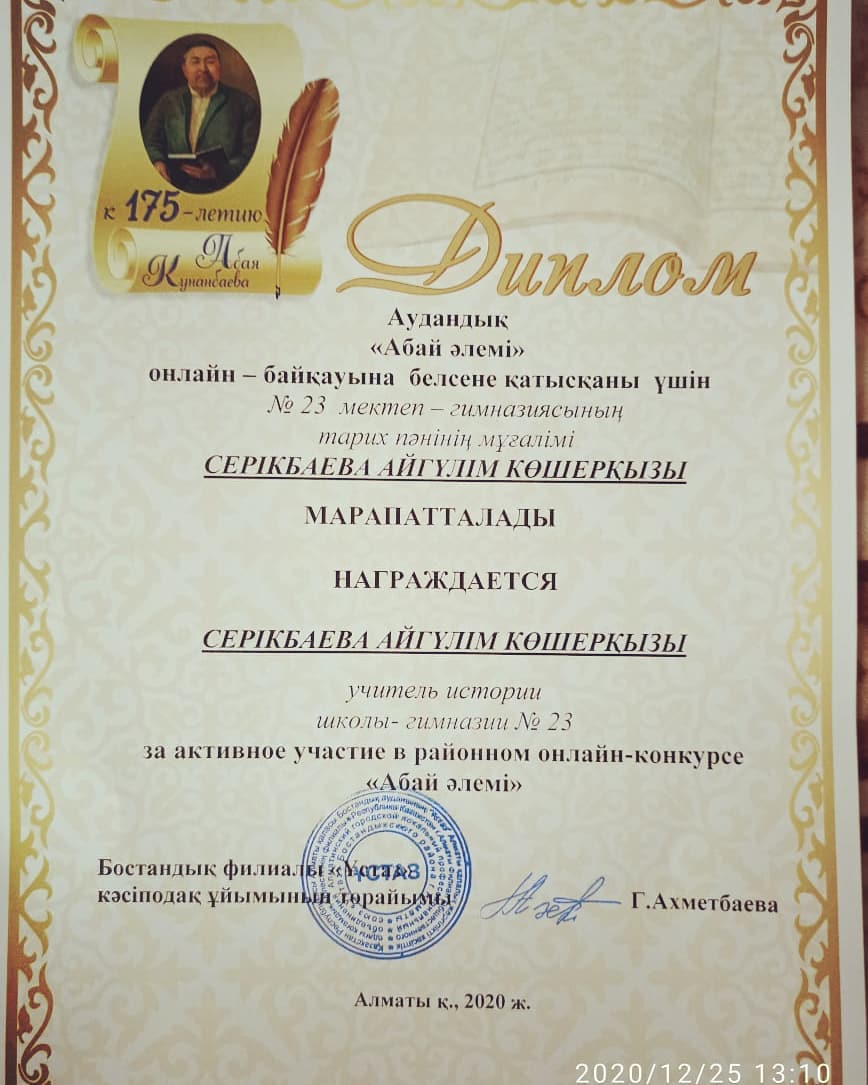 к 175-летию
Абая
Кунанбаева
Диплом
Аудандық
«Абай әлемі»
онлайн – байқауына белсене қатысқаны үшін
№ 23 мектеп – гимназиясының
тарих пәнінің мұғалімі
СЕРІКБАЕВА АЙГҮЛІМ КӨШЕРҚЫЗЫ
МАРАПАТТАЛАДЫ
НАГРАЖДАЕТСЯ
СЕРІКБАЕВА АЙГҮЛІМ КӨШЕРҚЫЗЫ
учитель истории
школы- гимназии № 23
за активное участие в районном онлайн-конкурсе
«Абай әлемі»
Бостандық филиалы «Ұстаз»
кәсіподақ ұйымының төрайымы
Г.Ахметбаева
ҰСТАЗ
Алматы қ., 2020 ж.
2020/12/25 13:10